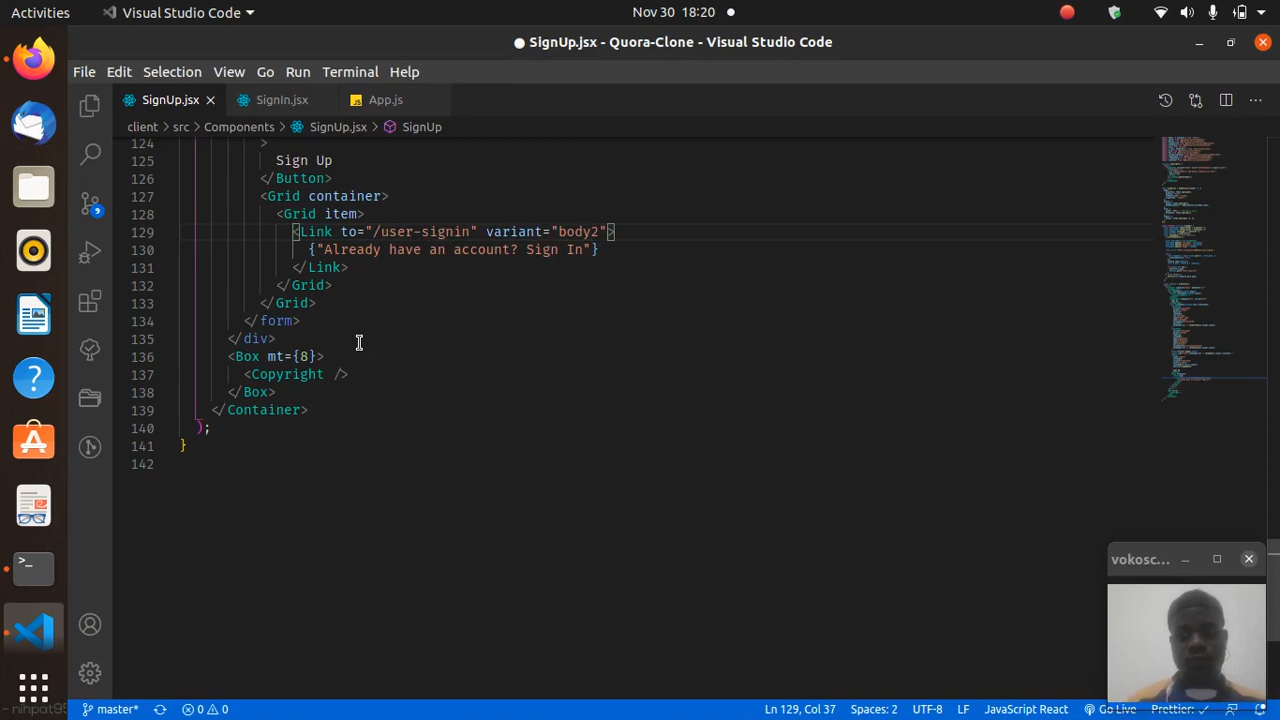 Activities
Visual Studio Code
Nov 30 18:20
● SignUp.jsx - Quora-Clone - Visual Studio Code
File Edit Selection View Go Run Terminal Help
SignUp.jsx
SignIn.jsx
App.js
client > src > Components > SignUp.jsx > SignUp
124 >
125 Sign Up
126 </Button>
127 <Grid container>
128 <Grid item>
129 <Link to="/user-signin" variant="body2">
130 {"Already have an account? Sign In"}
131 </Link>
132 </Grid>
133 </Grid>
134 </form>
135 </div>
136 <Box mt={8}>
137 <Copyright />
138 </Box>
139 </Container>
140 );
141 }
142
9
vokosc...
master*
0 0
Ln 129, Col 37
Spaces: 2
UTF-8
LF
JavaScript React
Go Live
Prettier: ✓